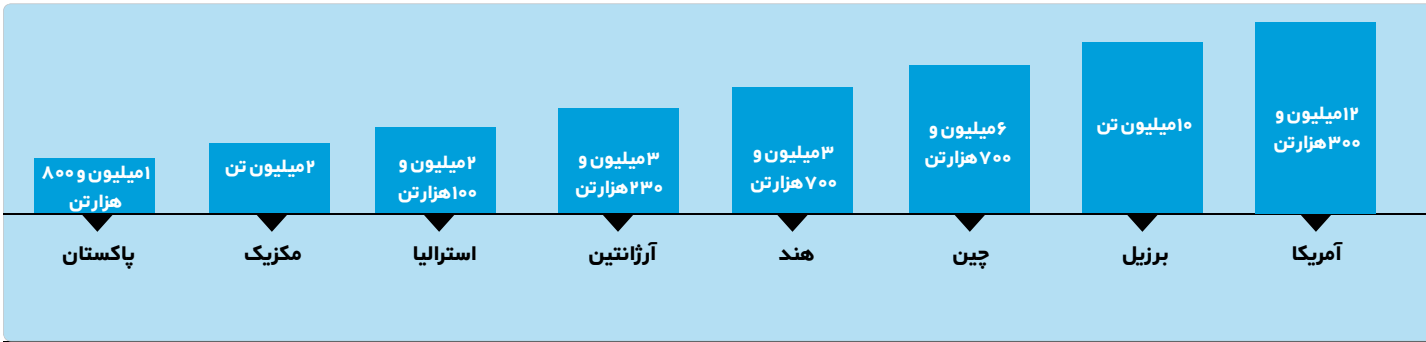 ۱۲میلیون و
۳۰۰هزارتن
۱۰میلیون تن
۶میلیون و
۷۰۰هزارتن
۳میلیون و
۷۰۰هزارتن
۳میلیون و
۲۳۰هزارتن
۲میلیون و
۱۰۰هزارتن
۲میلیون تن
۱میلیون و ۸۰۰
هزارتن
آمریکا
برزیل
چین
هند
آرژانتین
استرالیا
مکزیک
پاکستان